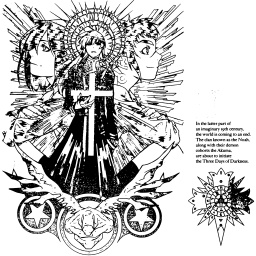 In the latter part of
an imaginary 19th century,
the world is coming to an end.
The clan known as the Noah,
along with their demon
cohorts the Akuma,
are about to initiate
the Three Days of Darkness.